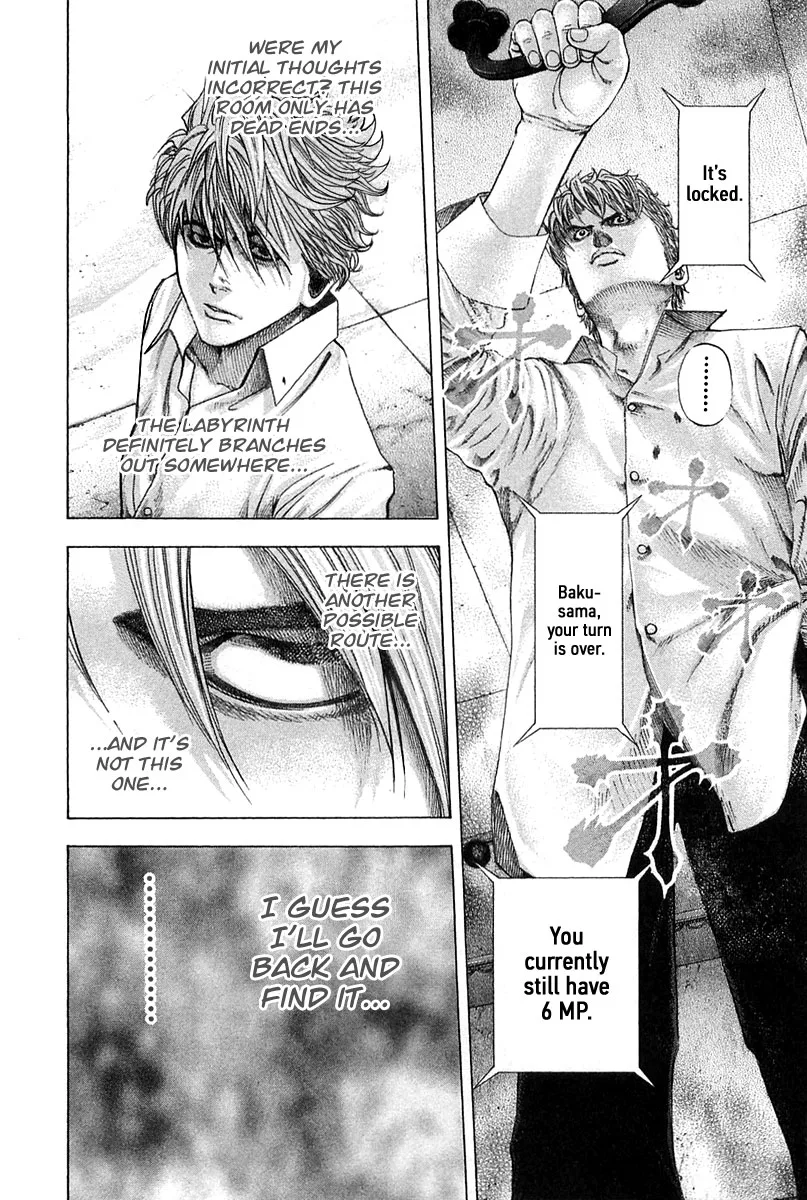 It's
locked.
.......
Baku-
sama,
your turn
is over.
You
currently
still have
6 MP.
WERE MY
INITIAL THOUGHTS
INCORRECT? THIS
ROOM ONLY HAS
DEAD ENDS...
THE LABYRINTH
DEFINITELY BRANCHES
OUT SOMEWHERE...
THERE IS
ANOTHER
POSSIBLE
ROUTE...
...AND IT'S
NOT THIS
ONE...
I GUESS
I'LL GO
BACK AND
FIND IT...
...............